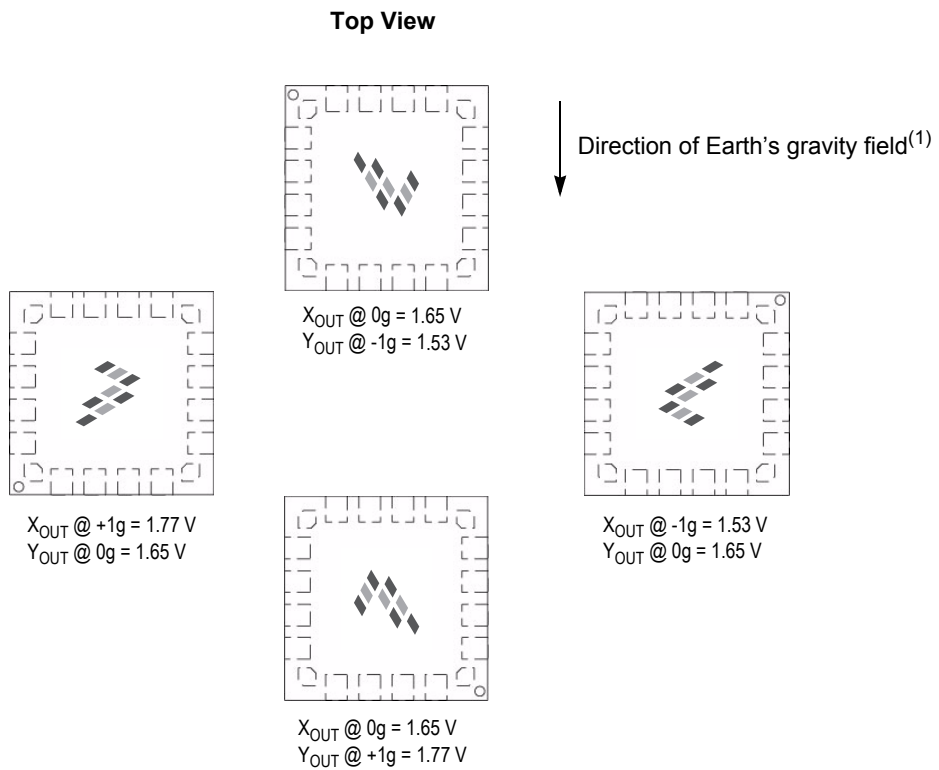 Top View
Direction of Earth's gravity field(1)
XOUT @ 0g = 1.65 V
YOUT @ -1g = 1.53 V
XOUT @ +1g = 1.77 V
YOUT @ 0g = 1.65 V
XOUT @ -1g = 1.53 V
YOUT @ 0g = 1.65 V
XOUT @ 0g = 1.65 V
YOUT @ +1g = 1.77 V